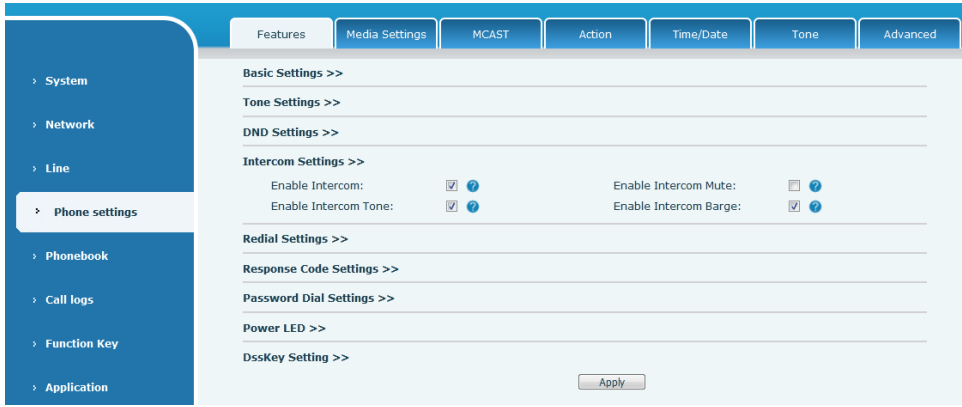 Features Media Settings MCAST Action Time/Date Tone Advanced
› System
› Network
› Line
› Phone settings
› Phonebook
› Call logs
› Function Key
› Application
Basic Settings >>
Tone Settings >>
DND Settings >>
Intercom Settings >>
Enable Intercom: ? Enable Intercom Mute: ?
Enable Intercom Tone: ? Enable Intercom Barge: ?
Redial Settings >>
Response Code Settings >>
Password Dial Settings >>
Power LED >>
DssKey Setting >>
Apply